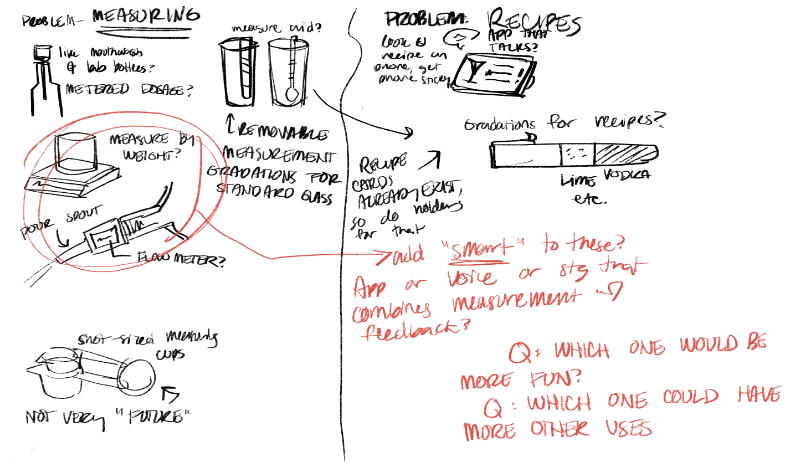 PROBLEM- MEASURING
like mouthwash
& lab bottles?
METERED DOSAGE?
measure aid?
REMOVABLE
MEASUREMENT
GRADATIONS FOR
STANDARD GLASS
MEASURE BY
WEIGHT?
POUR SPOUT
FLOW METER?
shot-sized measuring
cups
NOT VERY "FUTURE"
PROBLEM: RECIPES
look @
recipe on
phone, get
phone sticky
APP THAT
TALKS?
Gradations for recipes?
LIME VODKA
etc.
RECIPE
CARDS
ALREADY EXIST,
so do holders
for that
add "smart" to these?
App or voice or stg that
combines measurement w/
feedback?
Q: WHICH ONE WOULD BE
MORE FUN?
Q: WHICH ONE COULD HAVE
MORE OTHER USES